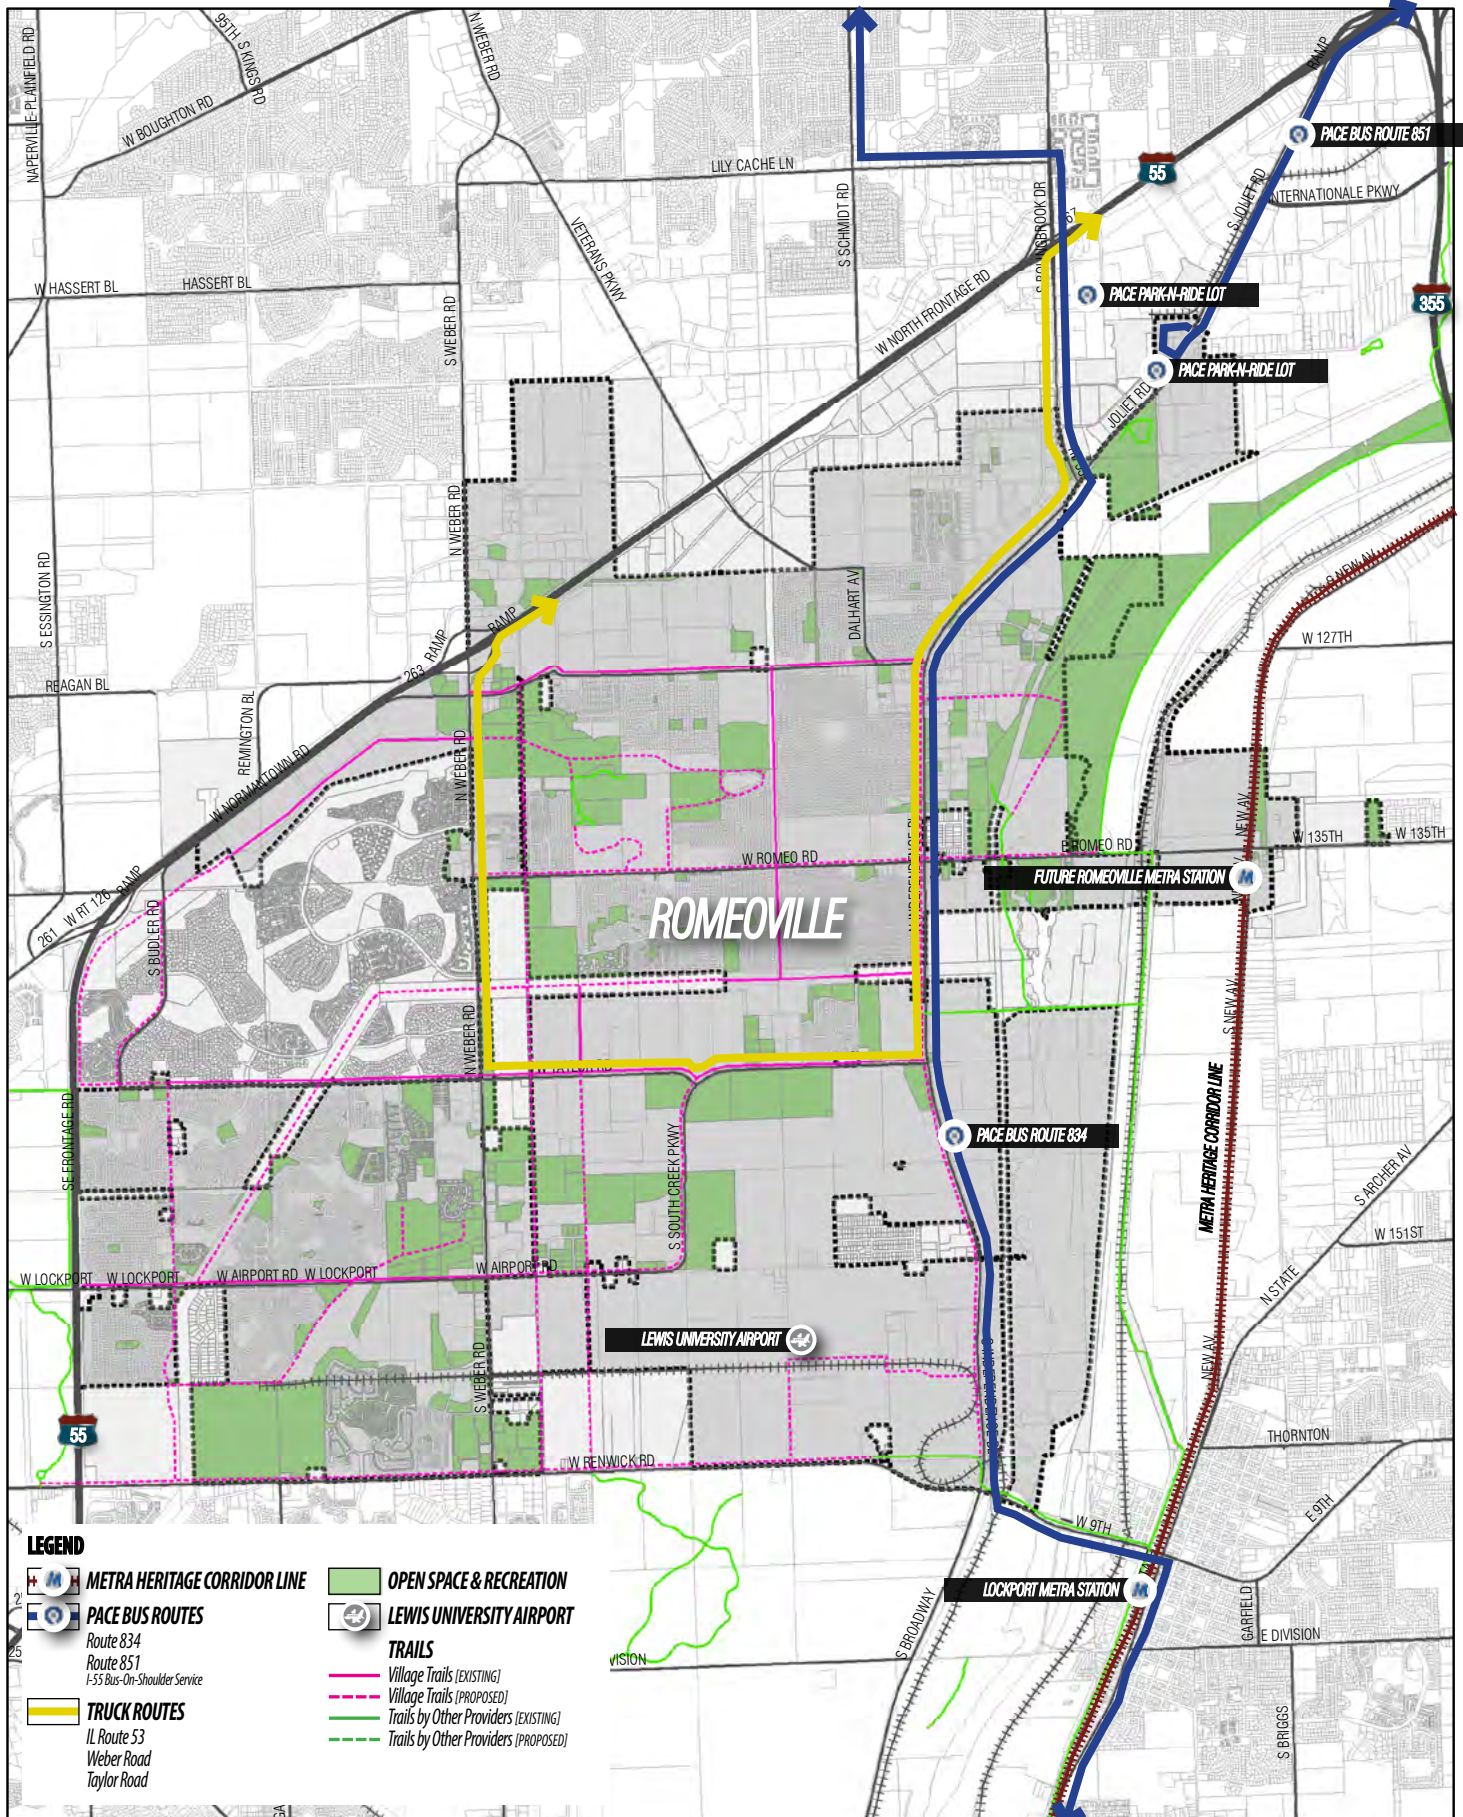 95TH
S KINGS RD
N WEBER RD
NAPERVILLE-PLAINFIELD RD
W BOUGHTON RD
RAMP
PACE BUS ROUTE 851
LILY CACHE LN
55
INTERNATIONALE PKWY
S SCHMIDT RD
S BOLINGBROOK DR
267
S JOLIET RD
VETERANS PKWY
W HASSERT BL
HASSERT BL
PACE PARK-N-RIDE LOT
355
S WEBER RD
W NORTH FRONTAGE RD
PACE PARK-N-RIDE LOT
JOLIET RD
N WEBER RD
S ESSINGTON RD
DALHART AV
S NEW AV
RAMP
RAMP
263
W 127TH
REAGAN BL
REMINGTON BL
N WEBER RD
W NORMANTOWN RD
NEW AV
W ROMEO RD
E ROMEO RD
W 135TH
W 135TH
FUTURE ROMEOVILLE METRA STATION
RAMP
W RT 126
261
S BUDLER RD
ROMEOVILLE
S NEW AV
N WEBER RD
W TAYLOR RD
SE FRONTAGE RD
METRA HERITAGE CORRIDOR LINE
PACE BUS ROUTE 834
S SOUTH CREEK PKWY
S ARCHER AV
W 151ST
W LOCKPORT
W LOCKPORT
W AIRPORT RD
W LOCKPORT
W AIRPORT RD
N STATE
LEWIS UNIVERSITY AIRPORT
NEW AV
S WEBER RD
55
THORNTON
W RENWICK RD
W 9TH
E 9TH
LOCKPORT METRA STATION
S BROADWAY
GARFIELD
E DIVISION
S BRIGGS
LEGEND
METRA HERITAGE CORRIDOR LINE
PACE BUS ROUTES
Route 834
Route 851
I-55 Bus-On-Shoulder Service
TRUCK ROUTES
IL Route 53
Weber Road
Taylor Road
OPEN SPACE & RECREATION
LEWIS UNIVERSITY AIRPORT
TRAILS
Village Trails [EXISTING]
Village Trails [PROPOSED]
Trails by Other Providers [EXISTING]
Trails by Other Providers [PROPOSED]